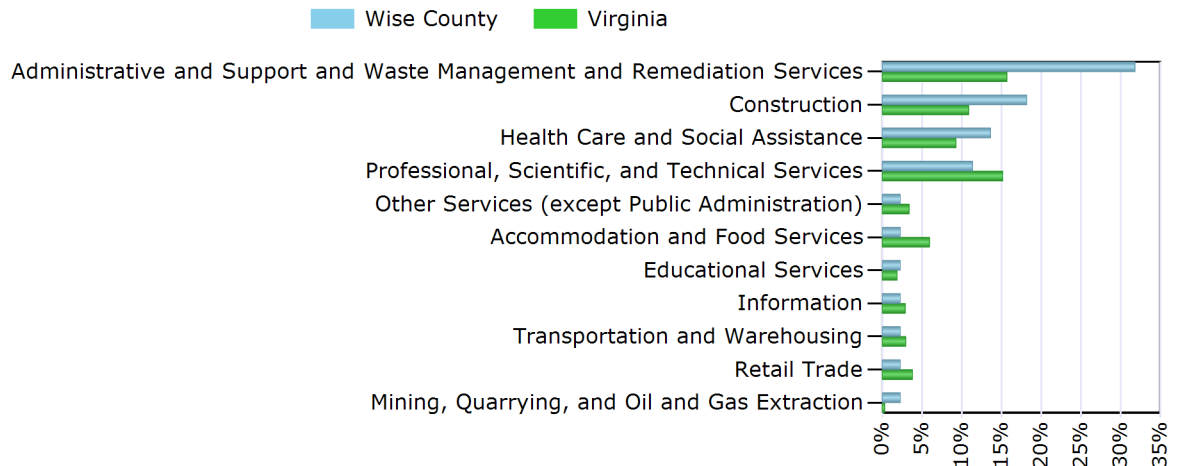 Wise County Virginia
Administrative and Support and Waste Management and Remediation Services
Construction
Health Care and Social Assistance
Professional, Scientific, and Technical Services
Other Services (except Public Administration)
Accommodation and Food Services
Educational Services
Information
Transportation and Warehousing
Retail Trade
Mining, Quarrying, and Oil and Gas Extraction
0% 5% 10% 15% 20% 25% 30% 35%